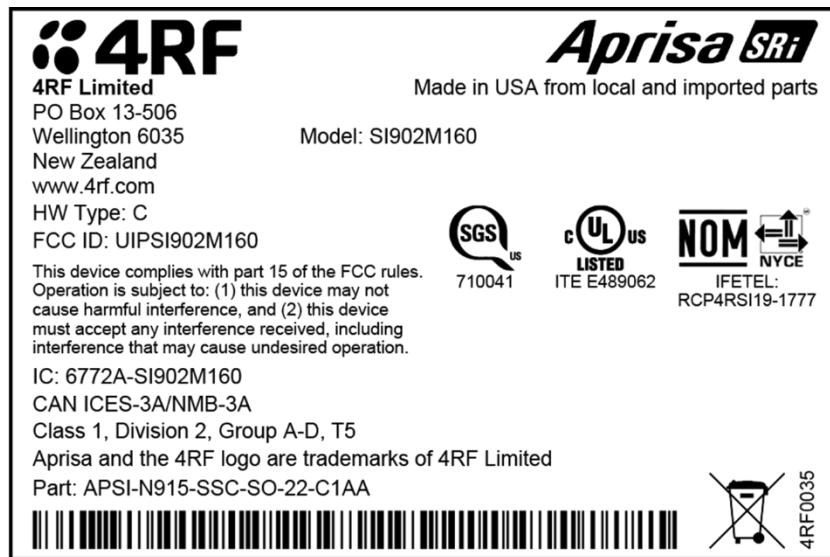 4RF
Aprisa SRi
4RF Limited
Made in USA from local and imported parts
PO Box 13-506
Wellington 6035
Model: SI902M160
New Zealand
www.4rf.com
HW Type: C
FCC ID: UIPSI902M160
This device complies with part 15 of the FCC rules.
Operation is subject to: (1) this device may not
cause harmful interference, and (2) this device
must accept any interference received, including
interference that may cause undesired operation.
SGS US
710041
C UL US
LISTED
ITE E489062
NOM
NYCE
IFETEL:
RCP4RSI19-1777
IC: 6772A-SI902M160
CAN ICES-3A/NMB-3A
Class 1, Division 2, Group A-D, T5
Aprisa and the 4RF logo are trademarks of 4RF Limited
Part: APSI-N915-SSC-SO-22-C1AA
4RF0035